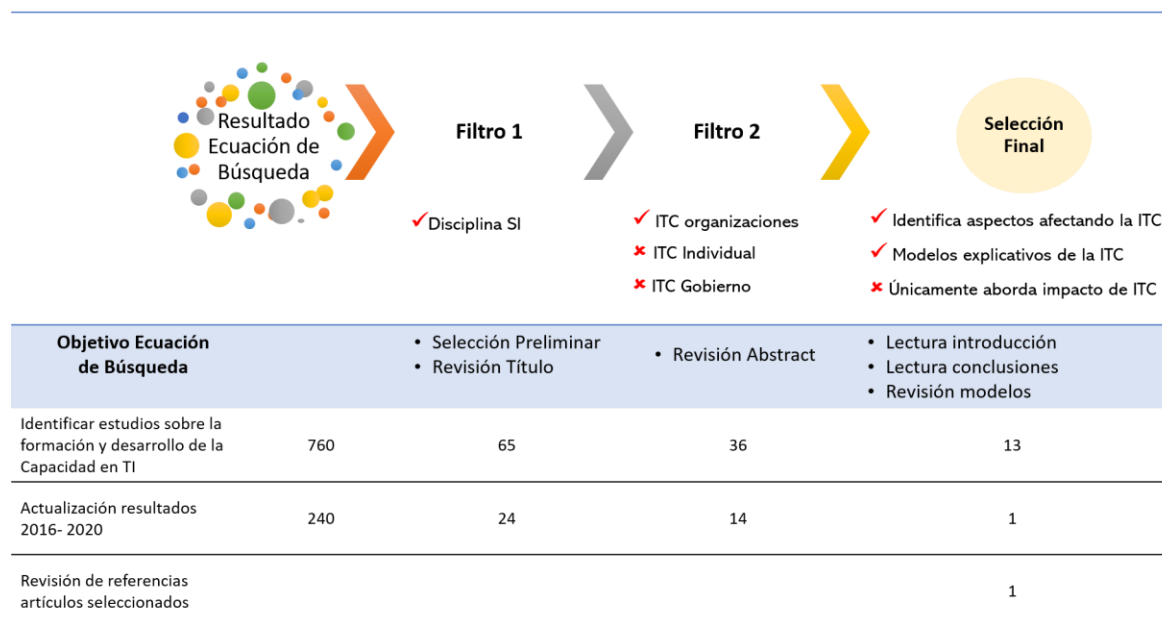 Resultado
Ecuación de
Búsqueda
Filtro 1
Filtro 2
Selección
Final
Disciplina SI
ITC organizaciones
ITC Individual
ITC Gobierno
Identifica aspectos afectando la ITC
Modelos explicativos de la ITC
Únicamente aborda impacto de ITC
Objetivo Ecuación
de Búsqueda
• Selección Preliminar
• Revisión Título
• Revisión Abstract
• Lectura introducción
• Lectura conclusiones
• Revisión modelos
Identificar estudios sobre la
formación y desarrollo de la
Capacidad en TI
760
65
36
13
Actualización resultados
2016- 2020
240
24
14
1
Revisión de referencias
artículos seleccionados
1